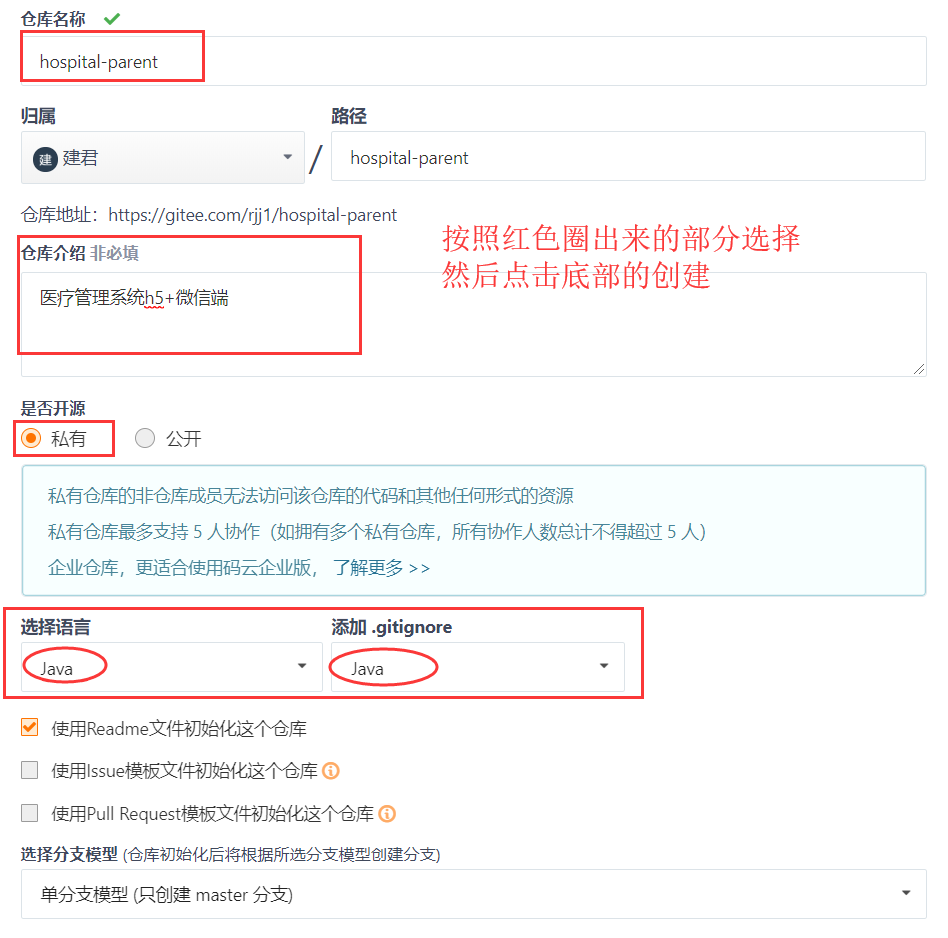 仓库名称
hospital-parent
归属 路径
建 建君 / hospital-parent
仓库地址：https://gitee.com/rjj1/hospital-parent
按照红色圈出来的部分选择
仓库介绍 非必填
然后点击底部的创建
医疗管理系统h5+微信端
是否开源
私有 公开
私有仓库的非仓库成员无法访问该仓库的代码和其他任何形式的资源
私有仓库最多支持 5 人协作（如拥有多个私有仓库，所有协作人数总计不得超过 5 人）
企业仓库，更适合使用码云企业版， 了解更多 >>
选择语言 添加 .gitignore
Java Java
使用Readme文件初始化这个仓库
使用Issue模板文件初始化这个仓库
使用Pull Request模板文件初始化这个仓库
选择分支模型 (仓库初始化后将根据所选分支模型创建分支)
单分支模型 (只创建 master 分支)